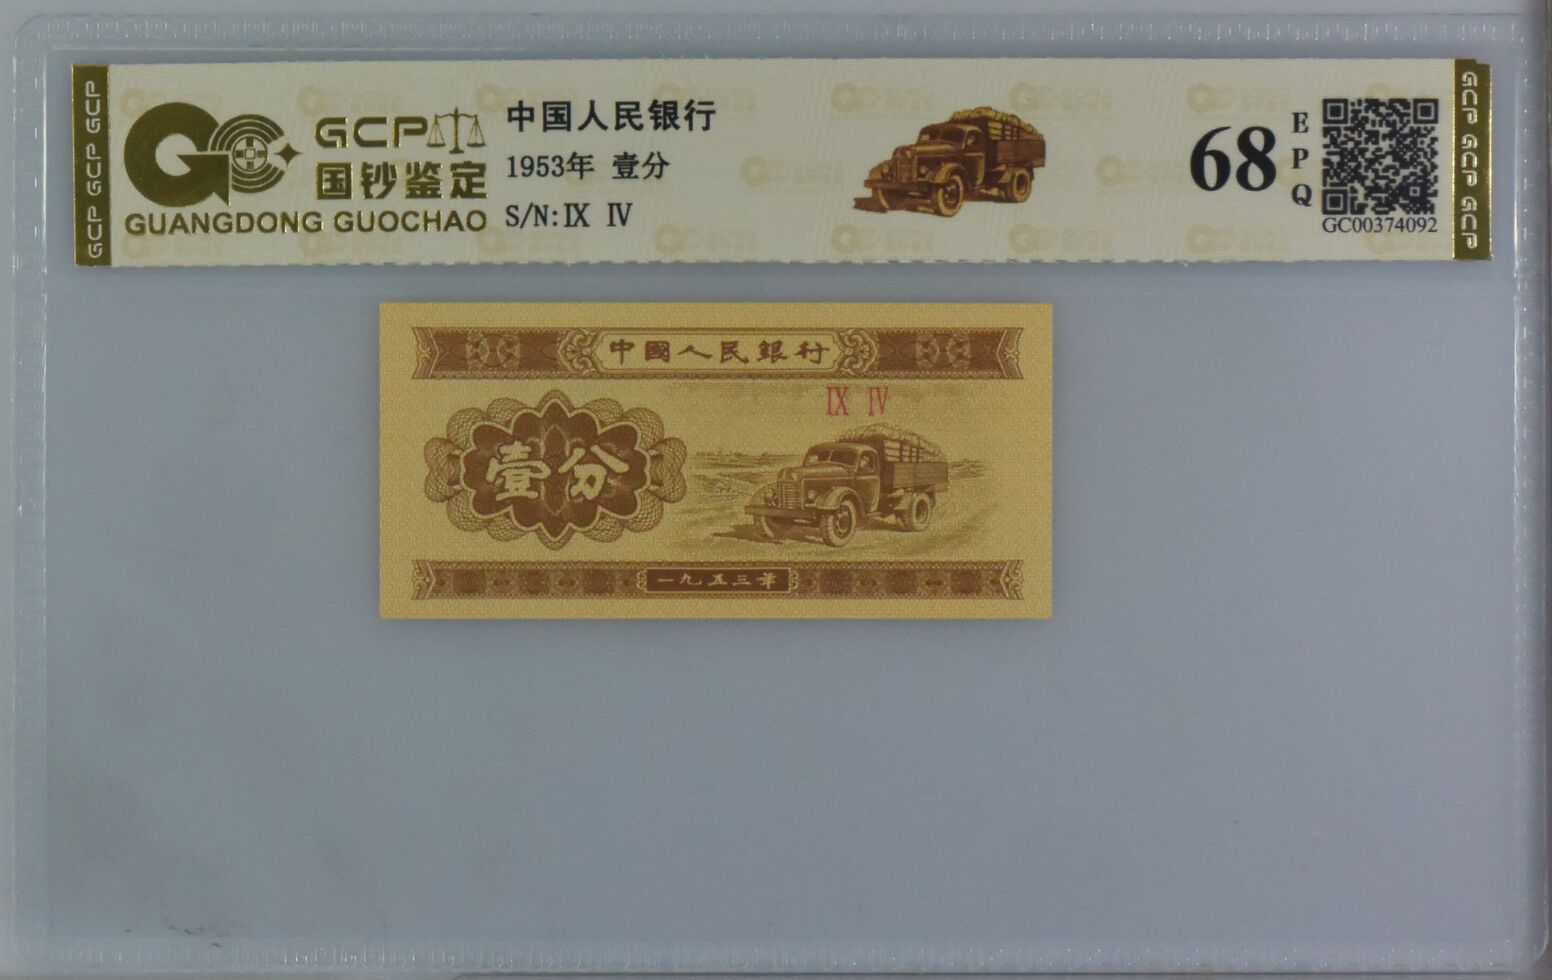 GCP GCP GCP
GCP
国钞鉴定
GUANGDONG GUOCHAO
中国人民银行
1953年 壹分
S/N:Ⅸ Ⅳ
68
EPQ
GC00374092
GCP GCP GCP
中國人民銀行
Ⅸ Ⅳ
壹分
一九五三年